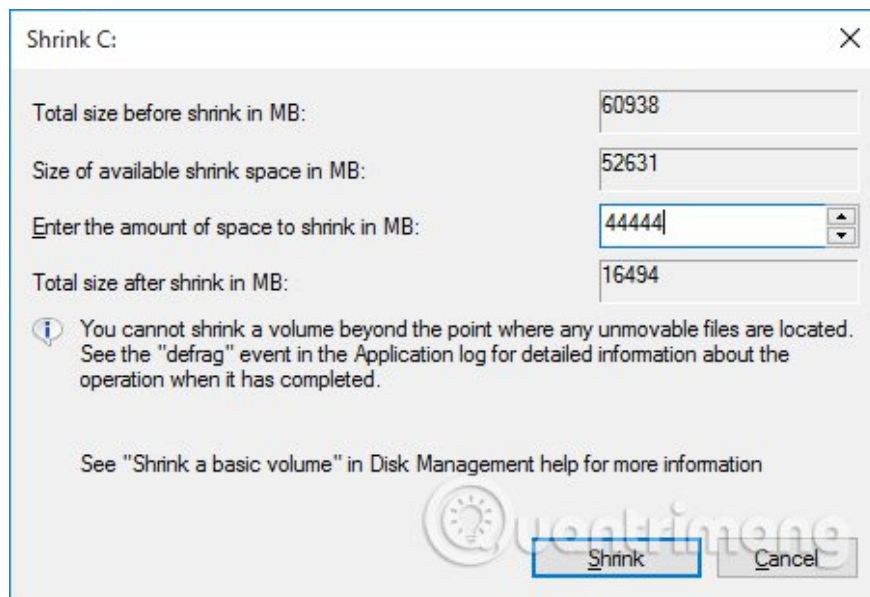 Shrink C:
Total size before shrink in MB: 60938
Size of available shrink space in MB: 52631
Enter the amount of space to shrink in MB: 44444
Total size after shrink in MB: 16494
You cannot shrink a volume beyond the point where any unmovable files are located.
See the "defrag" event in the Application log for detailed information about the
operation when it has completed.
See "Shrink a basic volume" in Disk Management help for more information
Quantrimang
Shrink Cancel